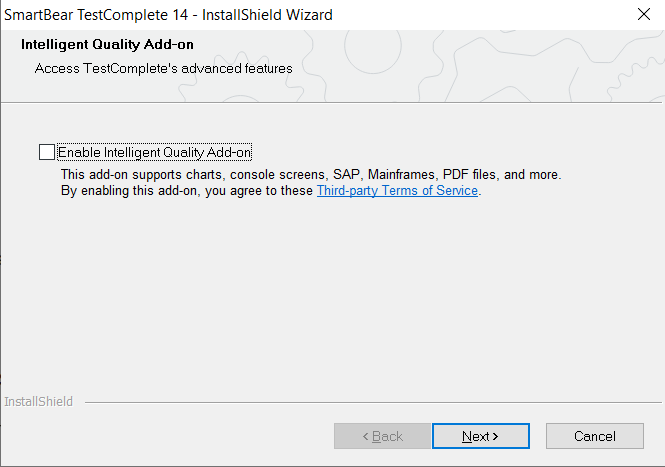 SmartBear TestComplete 14 - InstallShield Wizard
Intelligent Quality Add-on
Access TestComplete's advanced features
Enable Intelligent Quality Add-on
This add-on supports charts, console screens, SAP, Mainframes, PDF files, and more.
By enabling this add-on, you agree to these Third-party Terms of Service.
InstallShield
< Back Next > Cancel